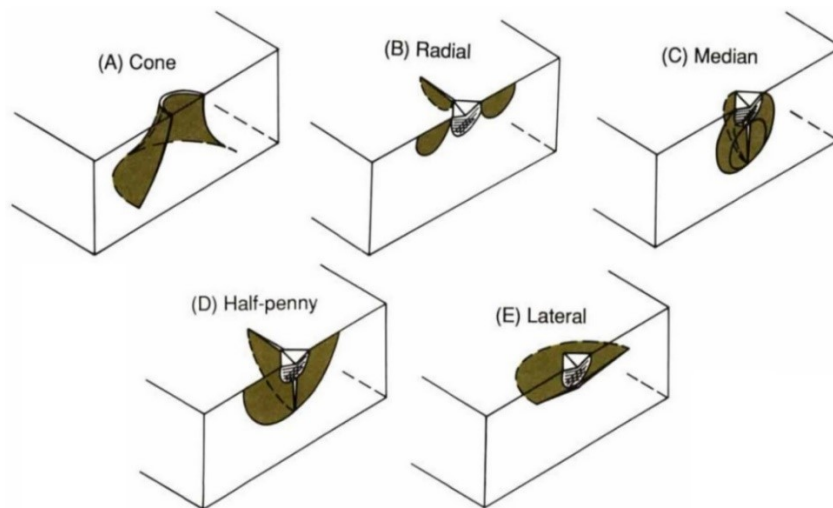 (A) Cone
(B) Radial
(C) Median
(D) Half-penny
(E) Lateral